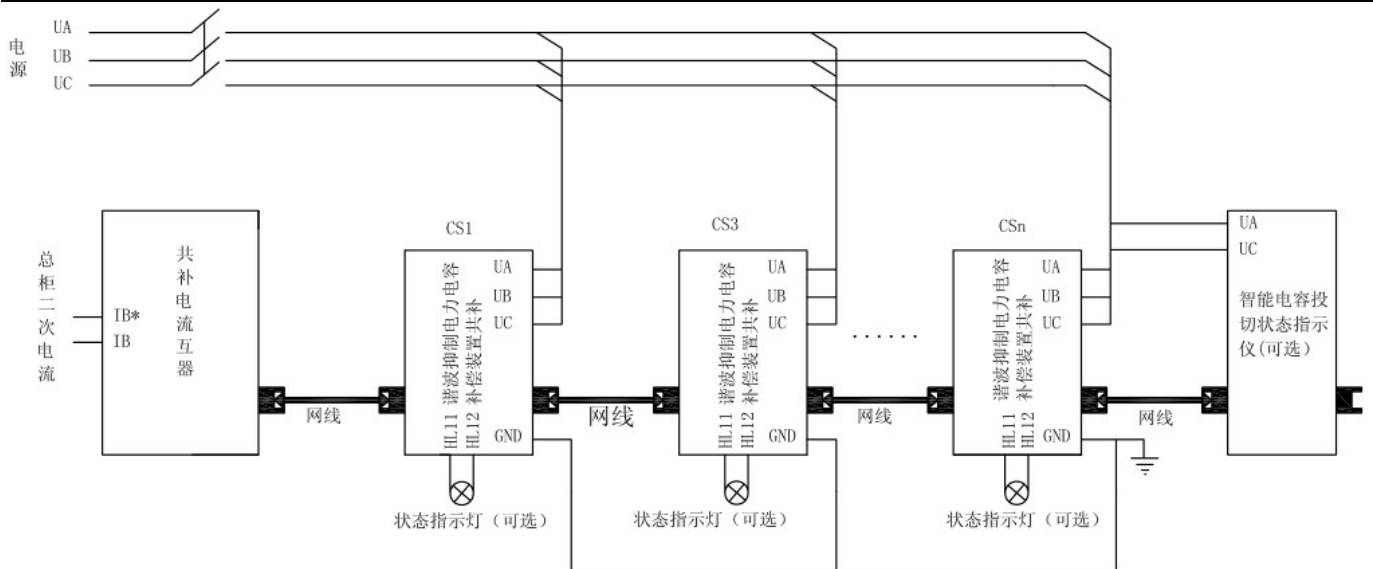 电源
UA
UB
UC
总柜二次电流
共补电流互器
IB*
IB
网线
CS1
谐波抑制电力电容
补偿装置共补
UA
UB
UC
HL11
HL12
GND
状态指示灯（可选）
网线
CS3
谐波抑制电力电容
补偿装置共补
UA
UB
UC
HL11
HL12
GND
状态指示灯（可选）
......
网线
CSn
谐波抑制电力电容
补偿装置共补
UA
UB
UC
HL11
HL12
GND
状态指示灯（可选）
网线
UA
UC
智能电容投
切状态指示
仪(可选）